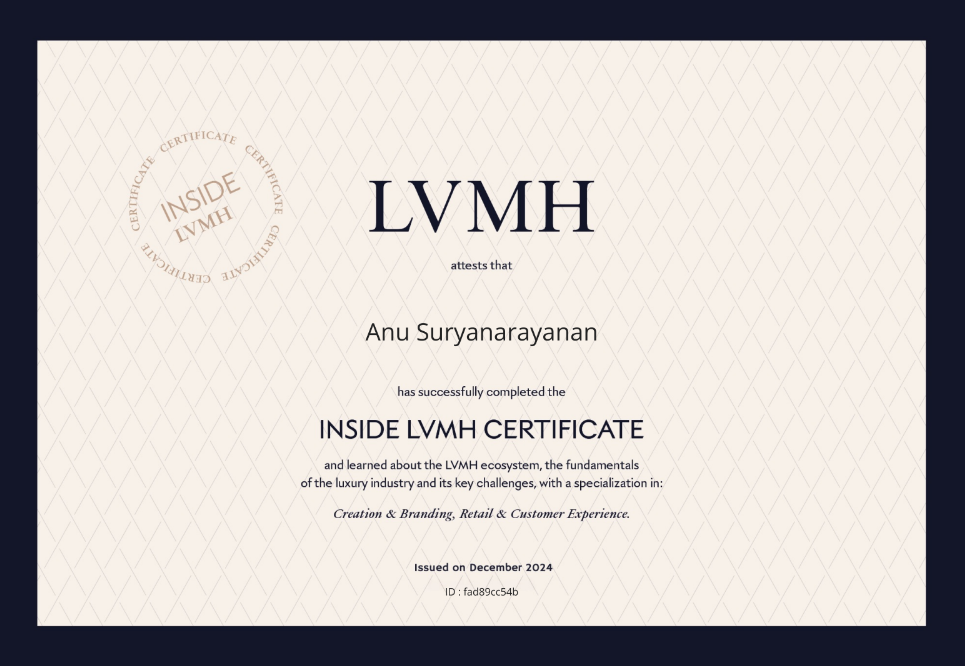 CERTIFICATE CERTIFICATE CERTIFICATE CERTIFICATE CERTIFICATE CERTIFICATE
INSIDE
LVMH
LVMH
attests that
Anu Suryanarayanan
has successfully completed the
INSIDE LVMH CERTIFICATE
and learned about the LVMH ecosystem, the fundamentals
of the luxury industry and its key challenges, with a specialization in:
Creation & Branding, Retail & Customer Experience.
Issued on December 2024
ID : fad89cc54b